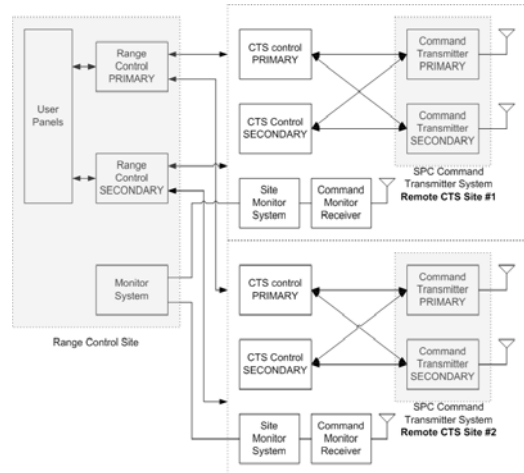 User
Panels
Range
Control
PRIMARY
Range
Control
SECONDARY
Monitor
System
Range Control Site
CTS control
PRIMARY
CTS Control
SECONDARY
Command
Transmitter
PRIMARY
Command
Transmitter
SECONDARY
SPC Command
Transmitter System
Remote CTS Site #1
Site
Monitor
System
Command
Monitor
Receiver
CTS control
PRIMARY
CTS Control
SECONDARY
Command
Transmitter
PRIMARY
Command
Transmitter
SECONDARY
SPC Command
Transmitter System
Remote CTS Site #2
Site
Monitor
System
Command
Monitor
Receiver